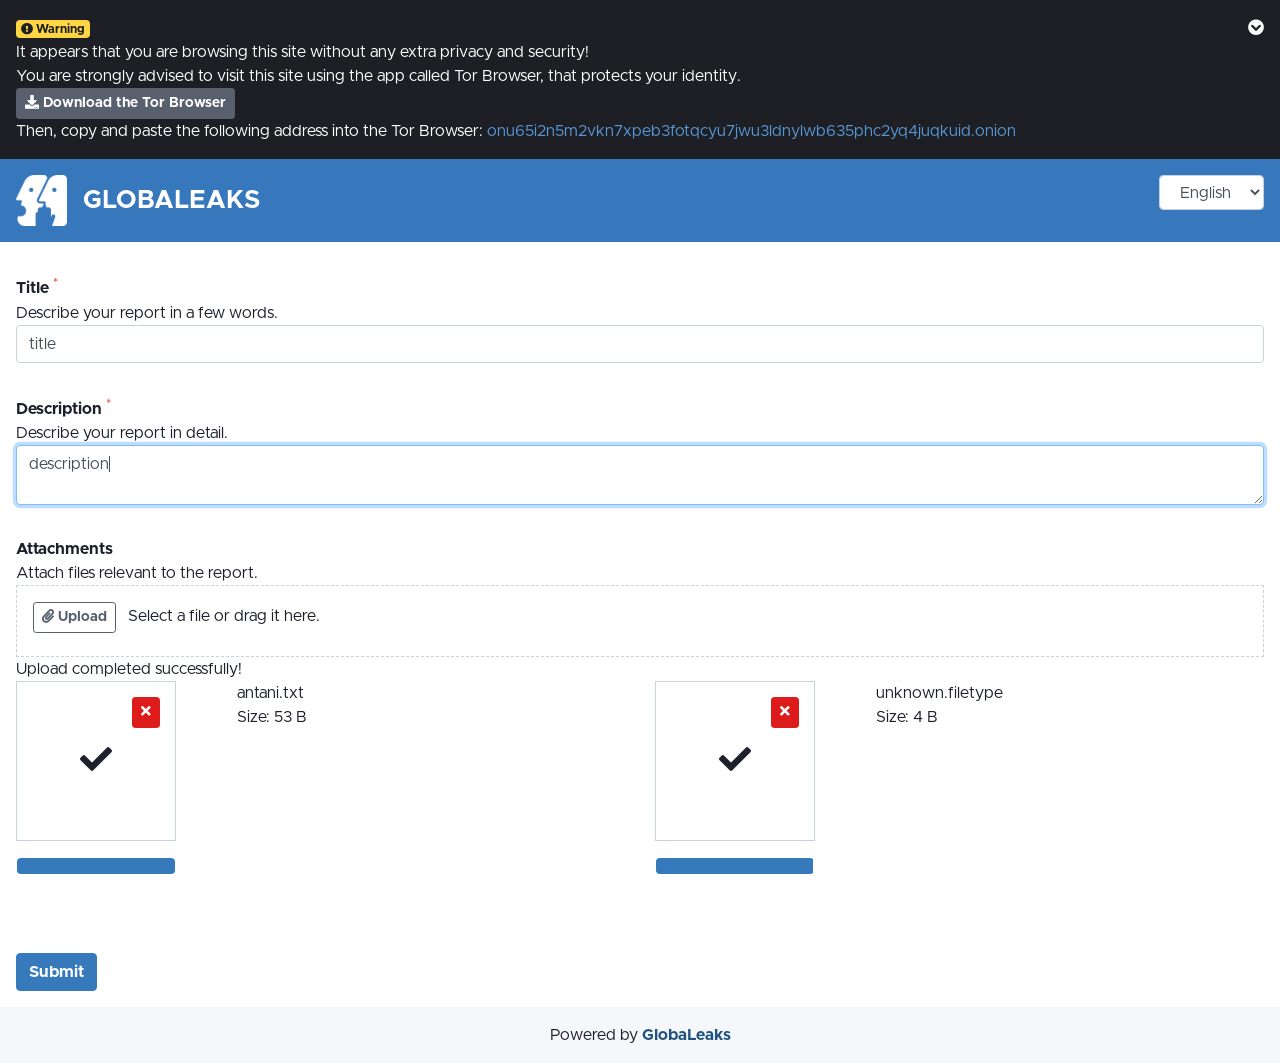 Warning
It appears that you are browsing this site without any extra privacy and security!
You are strongly advised to visit this site using the app called Tor Browser, that protects your identity.
Download the Tor Browser
Then, copy and paste the following address into the Tor Browser: onu65i2n5m2vkn7xpeb3fotqcyu7jwu3ldnylwb635phc2yq4juqkuid.onion
GLOBALEAKS
English
Title *
Describe your report in a few words.
title
Description *
Describe your report in detail.
description
Attachments
Attach files relevant to the report.
Upload Select a file or drag it here.
Upload completed successfully!
antani.txt
Size: 53 B
unknown.filetype
Size: 4 B
Submit
Powered by GlobaLeaks